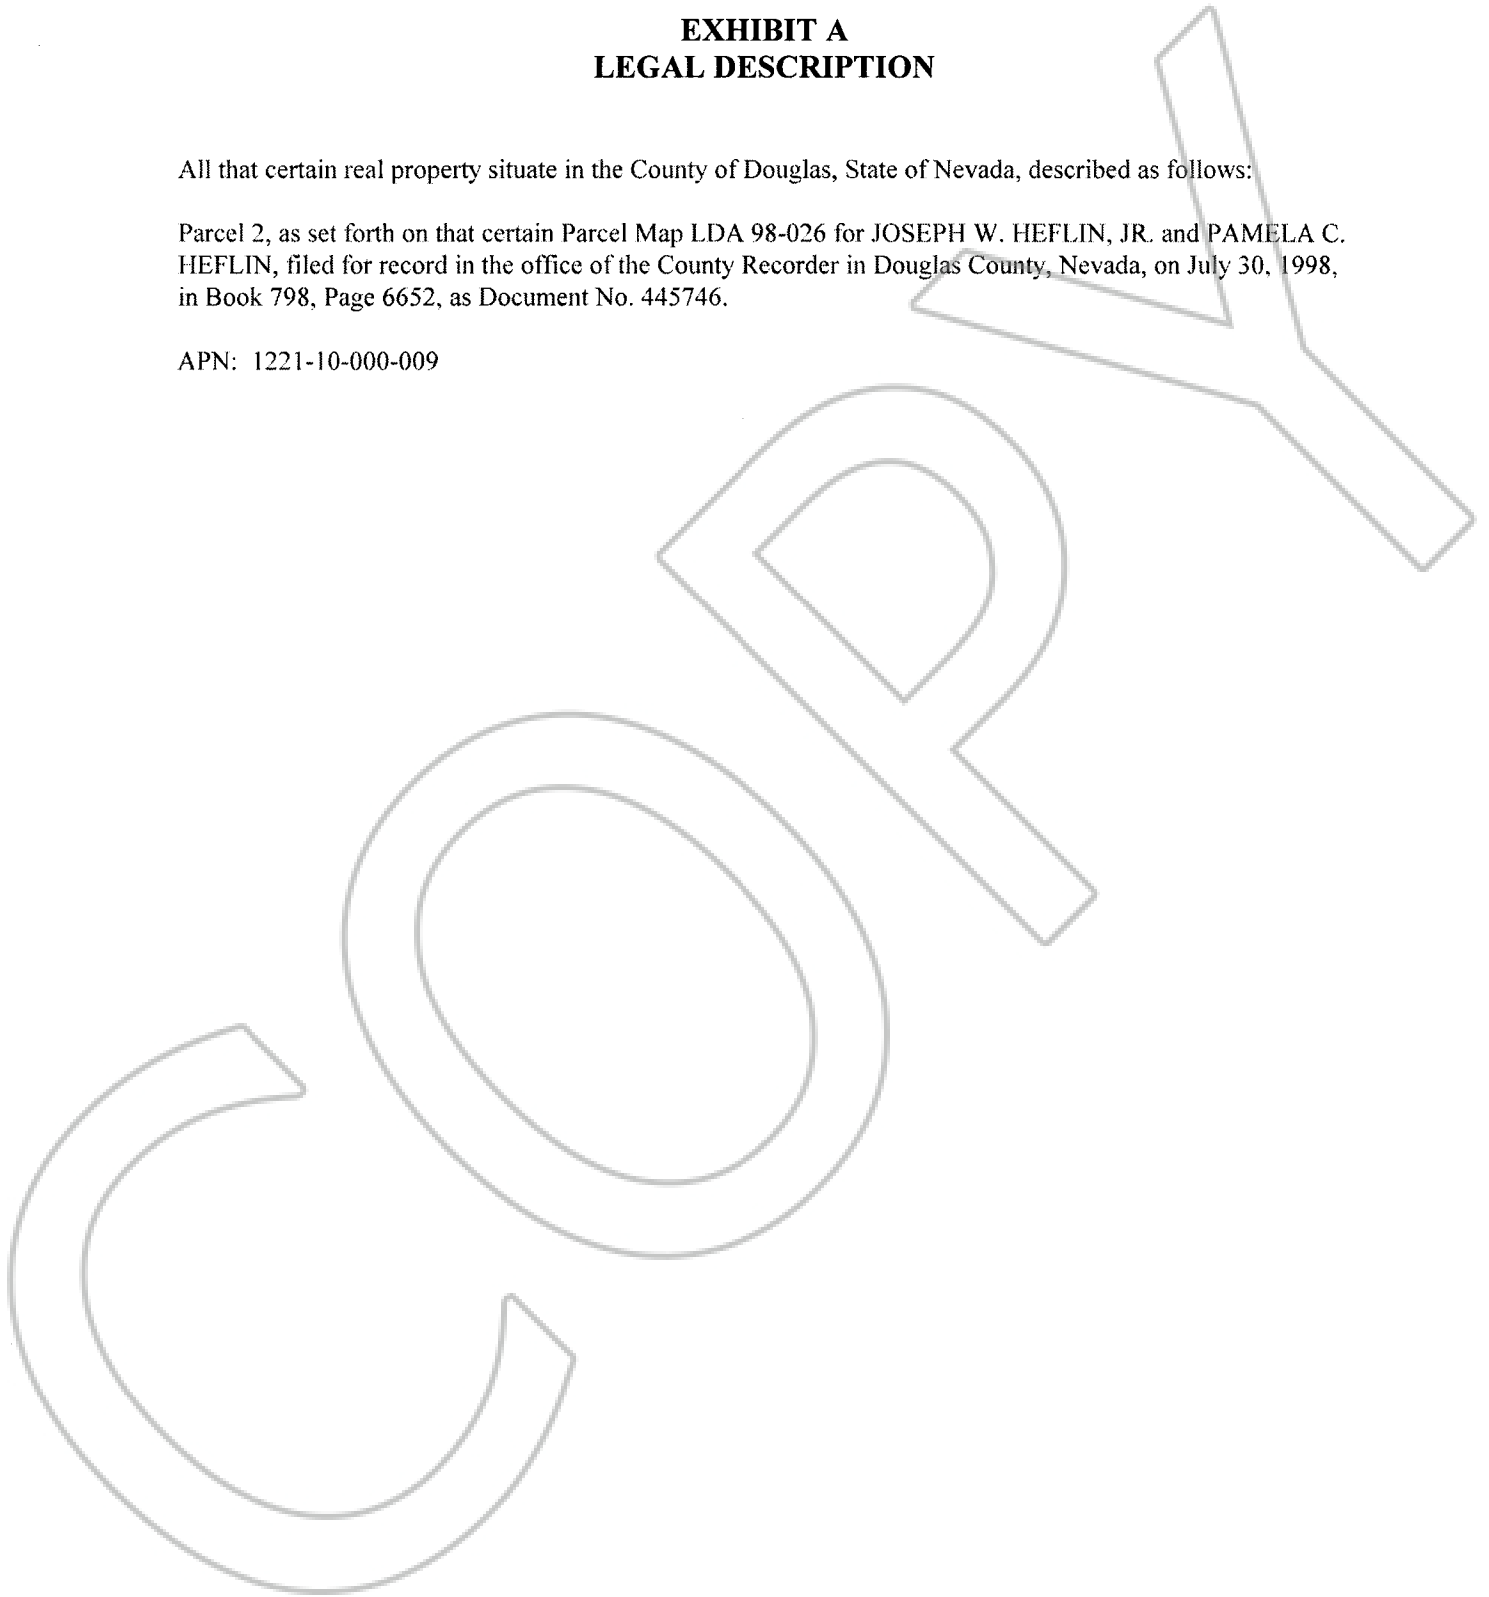 EXHIBIT A
LEGAL DESCRIPTION
All that certain real property situate in the County of Douglas, State of Nevada, described as follows:
Parcel 2, as set forth on that certain Parcel Map LDA 98-026 for JOSEPH W. HEFLIN, JR. and PAMELA C.
HEFLIN, filed for record in the office of the County Recorder in Douglas County, Nevada, on July 30, 1998,
in Book 798, Page 6652, as Document No. 445746.
APN: 1221-10-000-009
COPY